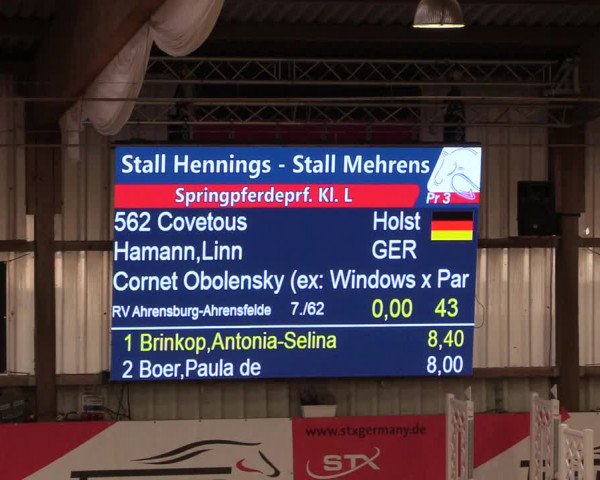 Stall Hennings - Stall Mehrens
Springpferdeprf. Kl. L
Pr 3
562 Covetous Holst
Hamann,Linn GER
Cornet Obolensky (ex: Windows x Par
RV Ahrensburg-Ahrensfelde 7./62 0,00 43
1 Brinkop,Antonia-Selina 8,40
2 Boer,Paula de 8,00
www.stxgermany.de
STX